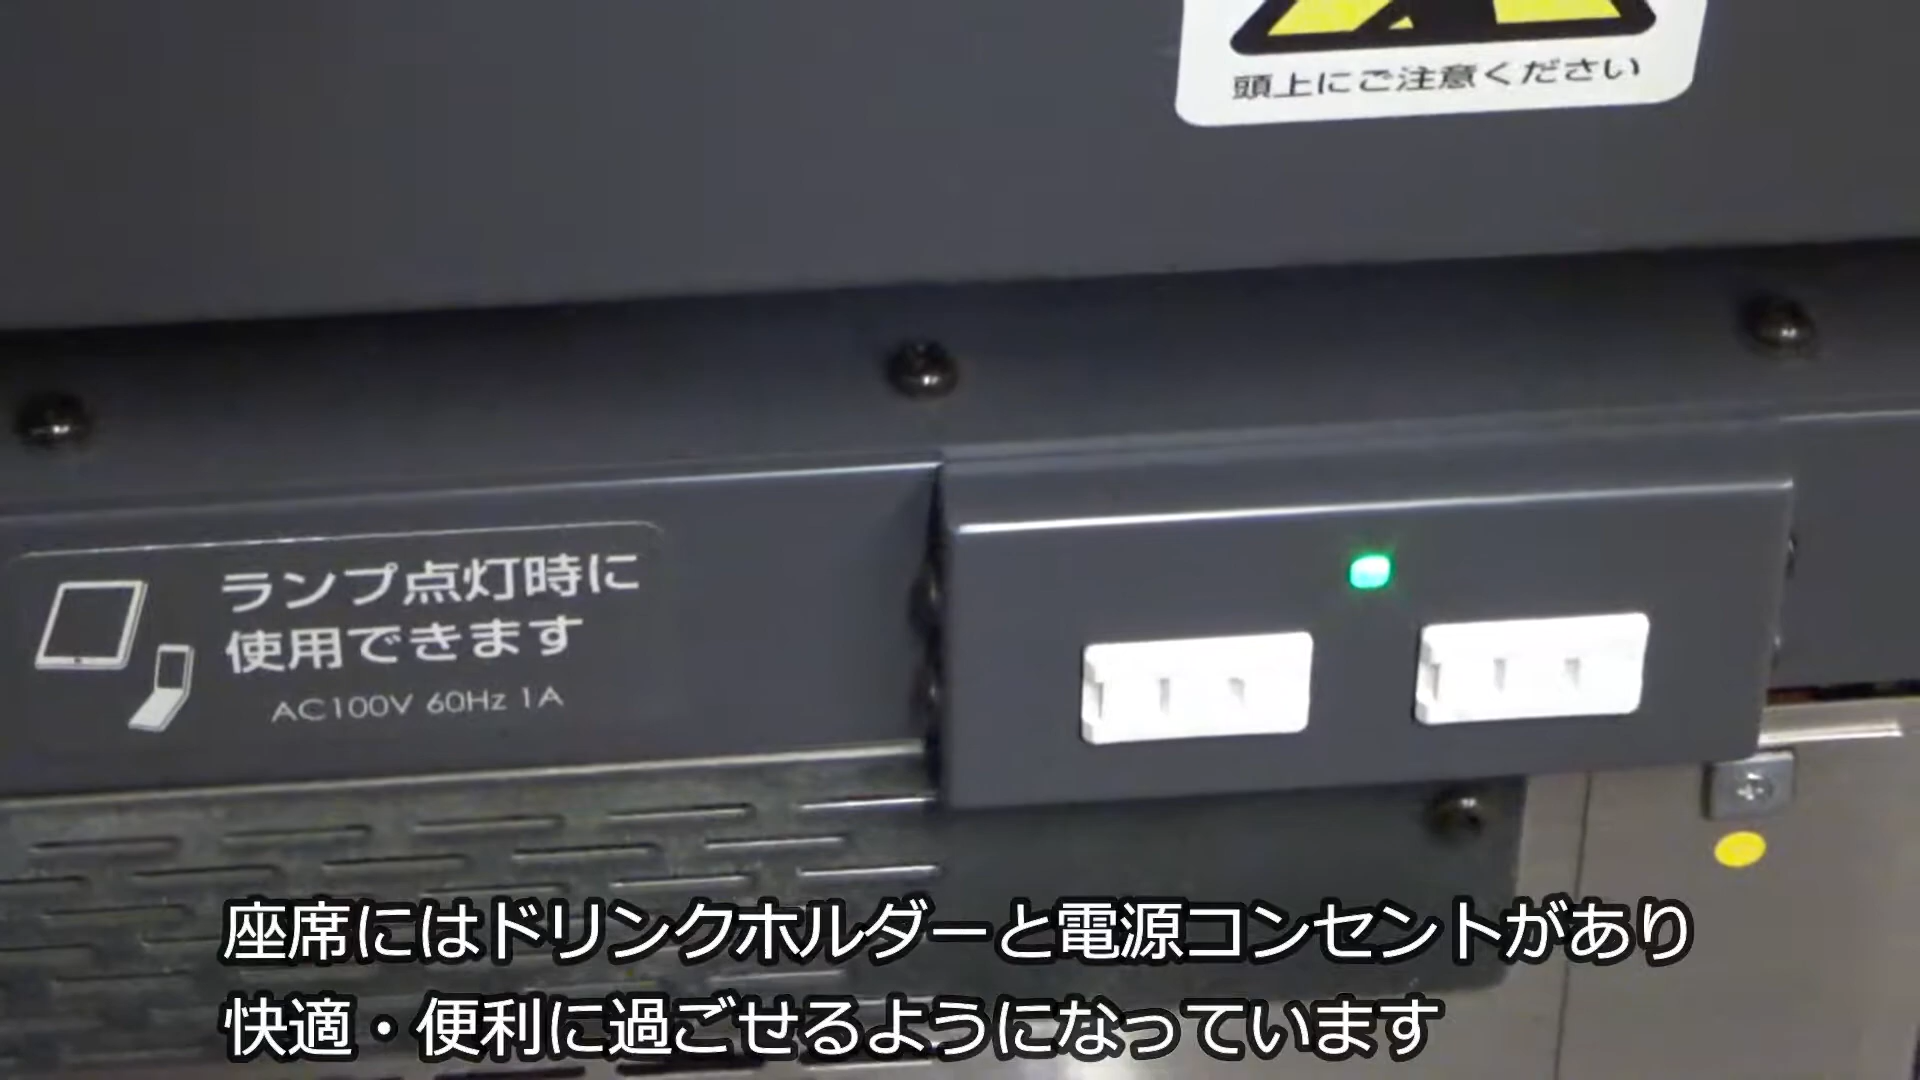 頭上にご注意ください
ランプ点灯時に
使用できます
AC100V 60Hz 1A
座席にはドリンクホルダーと電源コンセントがあり
快適・便利に過ごせるようになっています